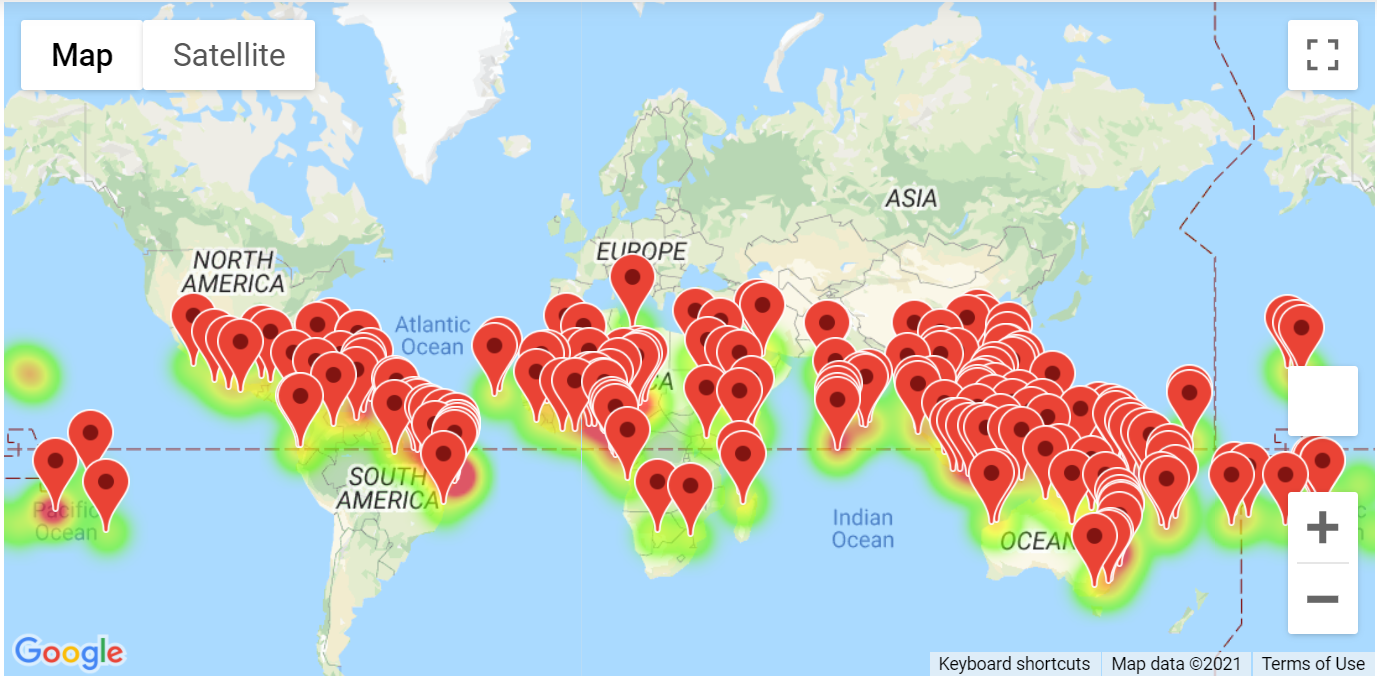 Map
Satellite
ASIA
EUROPE
NORTH
AMERICA
Atlantic
Ocean
CA
SOUTH
AMERICA
Pacific
Ocean
Indian
Ocean
OCEAN
c
n
Google
Keyboard shortcuts
Map data ©2021
Terms of Use